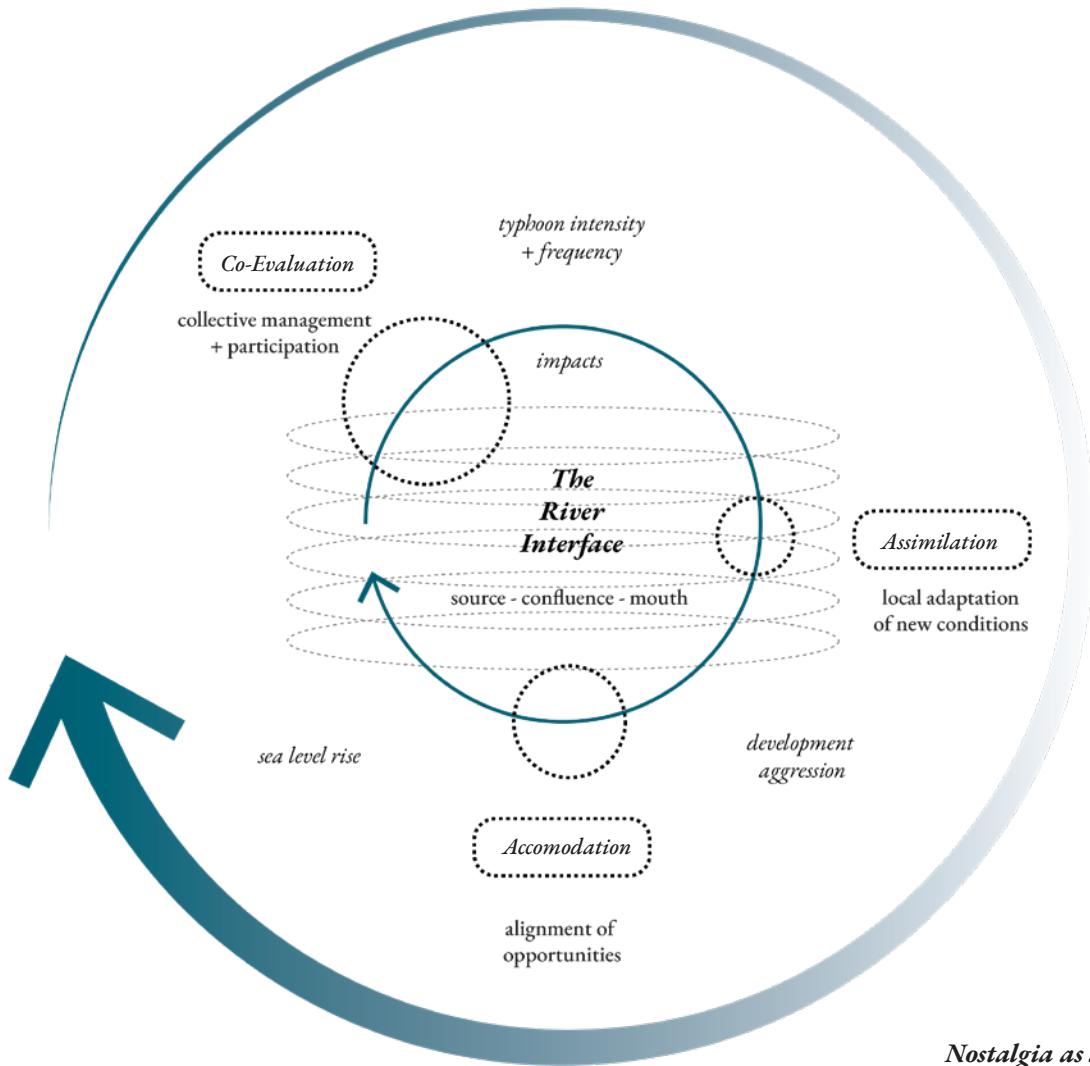 typhoon intensity
+ frequency
Co-Evaluation
collective management
+ participation
impacts
The
River
Interface
source - confluence - mouth
Assimilation
local adaptation
of new conditions
sea level rise
development
aggression
Accomodation
alignment of
opportunities
Nostalgia as